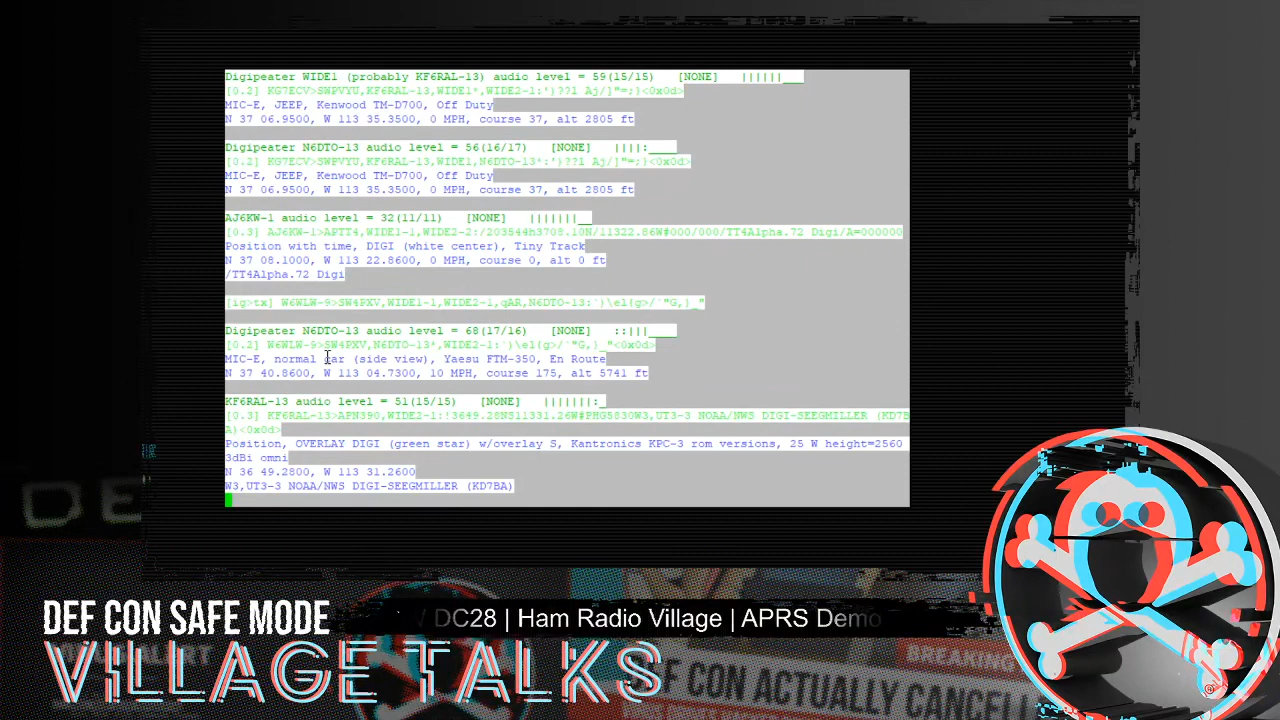 Digipeater WIDE1 (probably KF6RAL-13) audio level = 59(15/15)   [NONE]   ||||||___
[0.2] KG7ECV>SWPVYU,KF6RAL-13,WIDE1*,WIDE2-1:')??l Aj/]"=;}<0x0d>
MIC-E, JEEP, Kenwood TM-D700, Off Duty
N 37 06.9500, W 113 35.3500, 0 MPH, course 37, alt 2805 ft
Digipeater N6DTO-13 audio level = 56(16/17)   [NONE]   ||||:____
[0.2] KG7ECV>SWPVYU,KF6RAL-13,WIDE1,N6DTO-13*:')??l Aj/]"=;}<0x0d>
MIC-E, JEEP, Kenwood TM-D700, Off Duty
N 37 06.9500, W 113 35.3500, 0 MPH, course 37, alt 2805 ft
AJ6KW-1 audio level = 32(11/11)   [NONE]   |||||||__
[0.3] AJ6KW-1>APTT4,WIDE1-1,WIDE2-2:/203544h3708.10N/11322.86W#000/000/TT4Alpha.72 Digi/A=000000
Position with time, DIGI (white center), Tiny Track
N 37 08.1000, W 113 22.8600, 0 MPH, course 0, alt 0 ft
/TT4Alpha.72 Digi
[ig>tx] W6WLW-9>SW4PXV,WIDE1-1,WIDE2-1,qAR,N6DTO-13:`)\el{g>/`"G,}_"
Digipeater N6DTO-13 audio level = 68(17/16)   [NONE]   ::|||____
[0.2] W6WLW-9>SW4PXV,N6DTO-13*,WIDE2-1:`)\el{g>/`"G,}_"<0x0d>
MIC-E, normal car (side view), Yaesu FTM-350, En Route
N 37 40.8600, W 113 04.7300, 10 MPH, course 175, alt 5741 ft
KF6RAL-13 audio level = 51(15/15)   [NONE]   |||||||:_
[0.3] KF6RAL-13>APN390,WIDE2-1:!3649.28NS11331.26W#PHG5830W3,UT3-3 NOAA/NWS DIGI-SEEGMILLER (KD7B
A)<0x0d>
Position, OVERLAY DIGI (green star) w/overlay S, Kantronics KPC-3 rom versions, 25 W height=2560
3dBi omni
N 36 49.2800, W 113 31.2600
W3,UT3-3 NOAA/NWS DIGI-SEEGMILLER (KD7BA)
DEF CON SAFE MODE
DC28 | Ham Radio Village | APRS Demo
VILLAGE TALKS
BREAKING
DEF CON ACTUALLY CANCELL